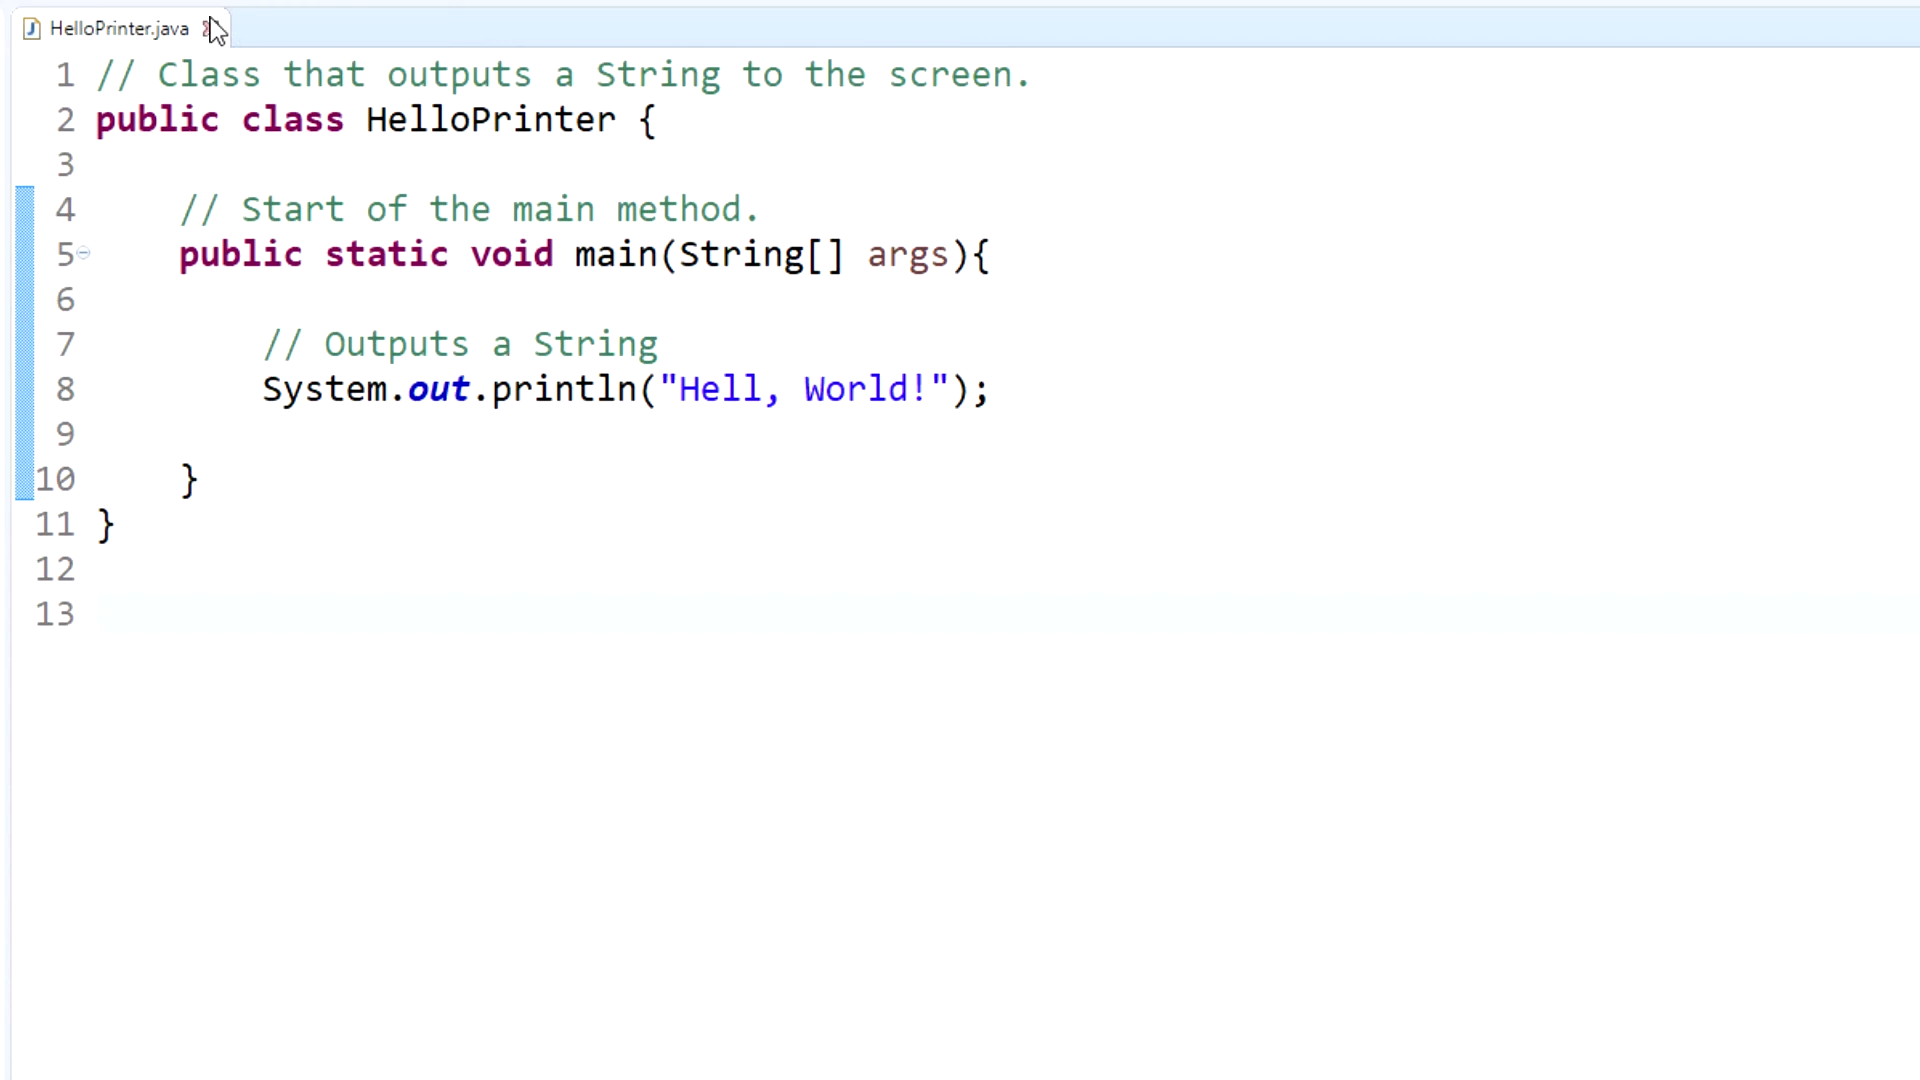 HelloPrinter.java
1 // Class that outputs a String to the screen.
2 public class HelloPrinter {
3
4 // Start of the main method.
5 public static void main(String[] args){
6
7 // Outputs a String
8 System.out.println("Hell, World!");
9
10 }
11 }
12
13